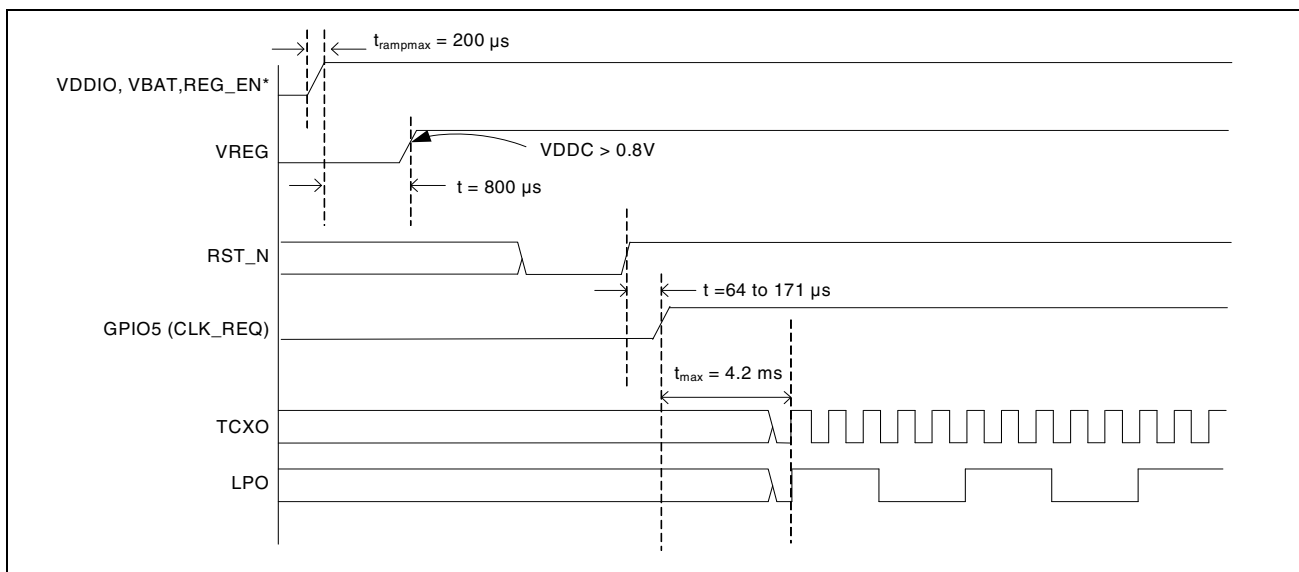 t_rampmax = 200 µs
VDDIO, VBAT,REG_EN*
VREG
VDDC > 0.8V
t = 800 µs
RST_N
t =64 to 171 µs
GPIO5 (CLK_REQ)
t_max = 4.2 ms
TCXO
LPO